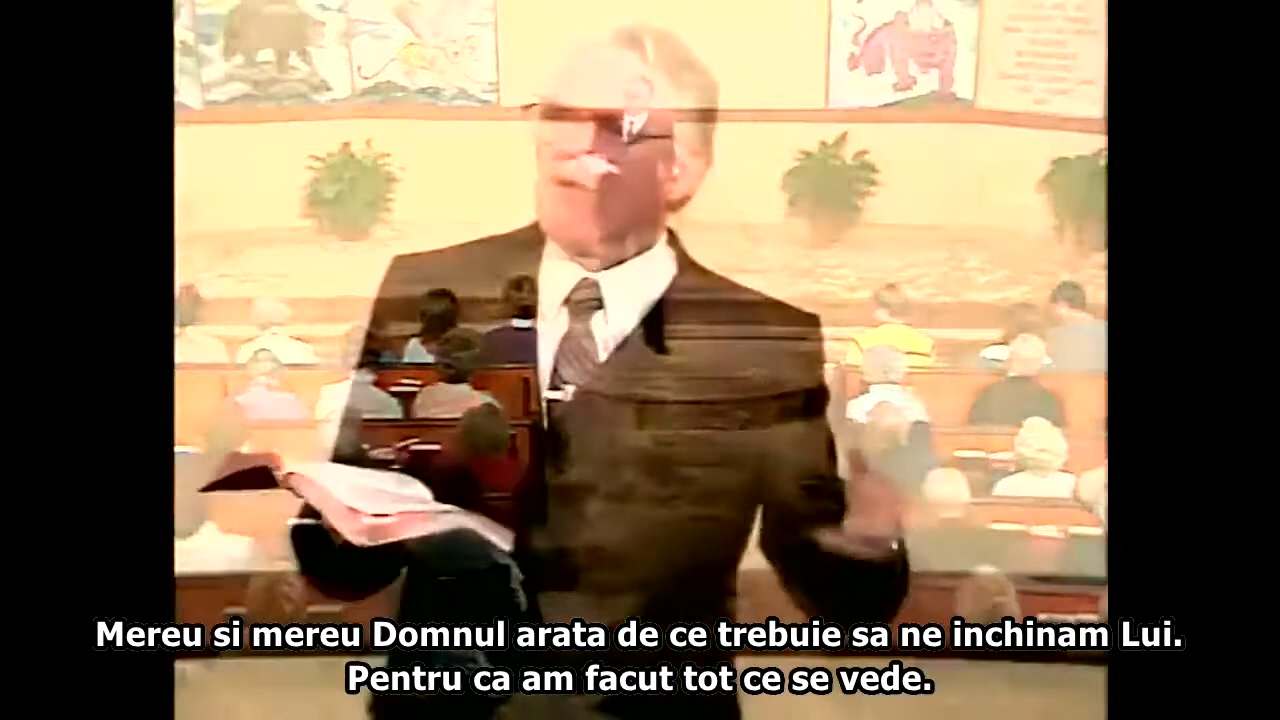 Mereu si mereu Domnul arata de ce trebuie sa ne inchinam Lui.
Pentru ca am facut tot ce se vede.